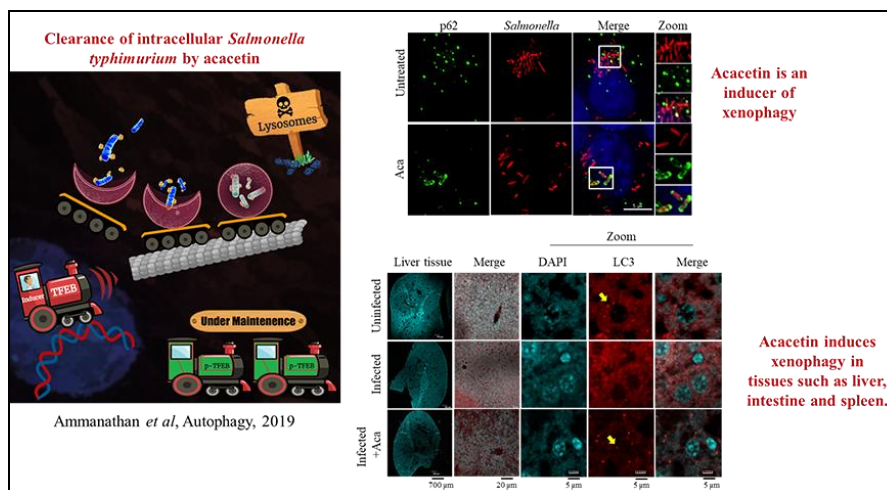 Clearance of intracellular Salmonella
typhimurium by acacetin
Lysosomes
Inducer
TFEB
Under Maintenence
p-TFEB
p-TFEB
Ammanathan et al, Autophagy, 2019
p62
Salmonella
Merge
Zoom
Untreated
Aca
Acacetin is an
inducer of
xenophagy
Zoom
Liver tissue
Merge
DAPI
LC3
Merge
Uninfected
Infected
Infected
+Aca
700 µm
20 µm
5 µm
5 µm
5 µm
Acacetin induces
xenophagy in
tissues such as liver,
intestine and spleen.